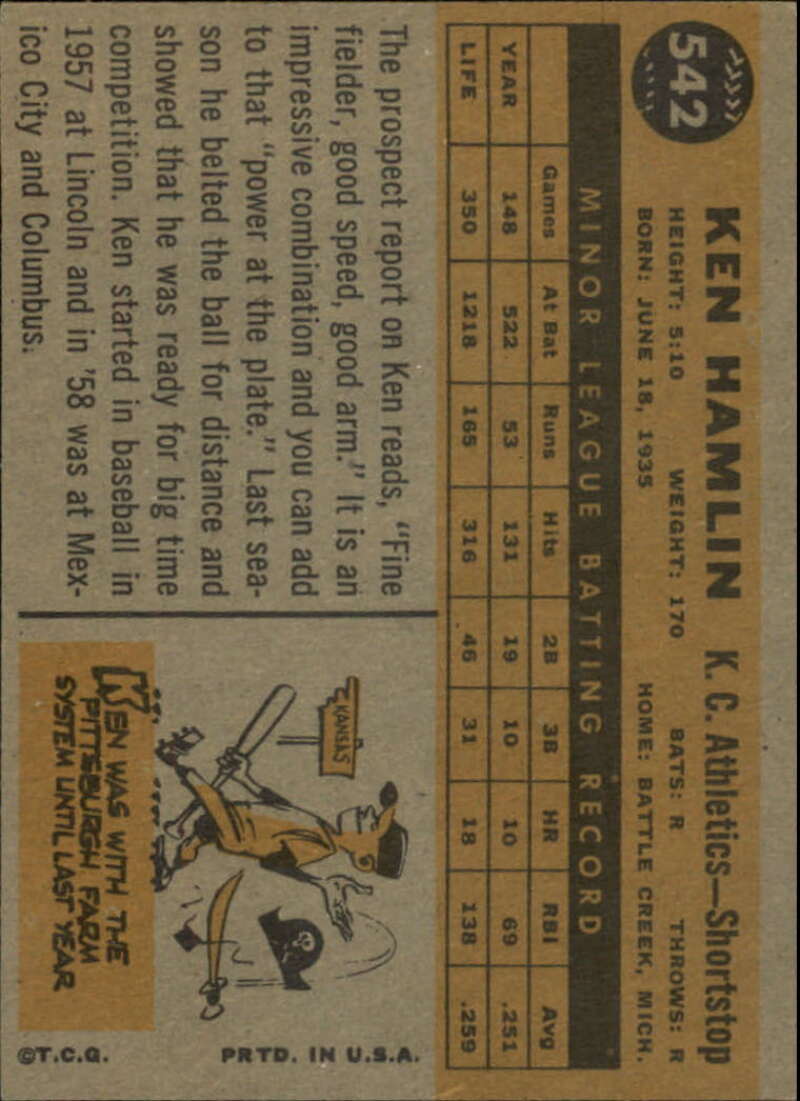 542
KEN HAMLIN K. C. Athletics—Shortstop
HEIGHT: 5:10 WEIGHT: 170 BATS: R THROWS: R
BORN: JUNE 18, 1935 HOME: BATTLE CREEK, MICH.
MINOR LEAGUE BATTING RECORD
Games At Bat Runs Hits 2B 3B HR RBI Avg
YEAR 148 522 53 131 19 10 10 69 .251
LIFE 350 1218 165 316 46 31 18 138 .259
The prospect report on Ken reads, "Fine
fielder, good speed, good arm." It is an
impressive combination and you can add
to that "power at the plate." Last sea-
son he belted the ball for distance and
showed that he was ready for big time
competition. Ken started in baseball in
1957 at Lincoln and in '58 was at Mex-
ico City and Columbus.
KANSAS
KEN WAS WITH THE
PITTSBURGH FARM
SYSTEM UNTIL LAST YEAR
©T.C.G. PRTD. IN U.S.A.